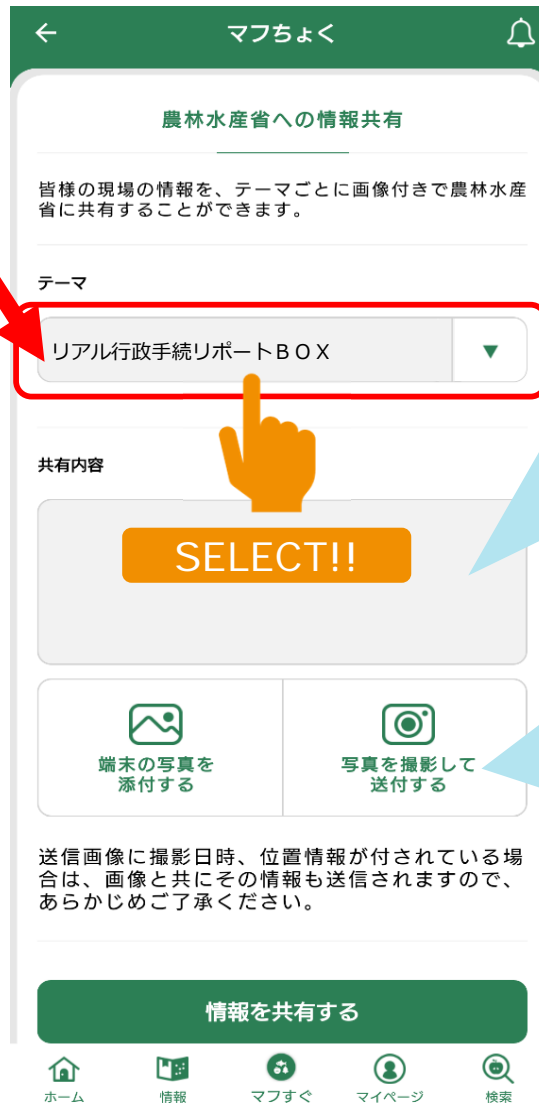 マフちょく
農林水産省への情報共有
皆様の現場の情報を、テーマごとに画像付きで農林水産
省に共有することができます。
テーマ
リアル行政手続リポートＢＯＸ
▼
共有内容
SELECT!!
端末の写真を
添付する
写真を撮影して
送付する
送信画像に撮影日時、位置情報が付されている場
合は、画像と共にその情報も送信されますので、
あらかじめご了承ください。
情報を共有する
ホーム
情報
マフすぐ
マイページ
検索